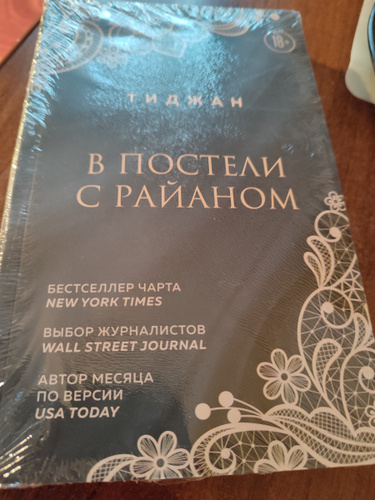 18+
ТИДЖАН
В ПОСТЕЛИ
С РАЙАНОМ
БЕСТСЕЛЛЕР ЧАРТА
NEW YORK TIMES
ВЫБОР ЖУРНАЛИСТОВ
WALL STREET JOURNAL
АВТОР МЕСЯЦА
ПО ВЕРСИИ
USA TODAY